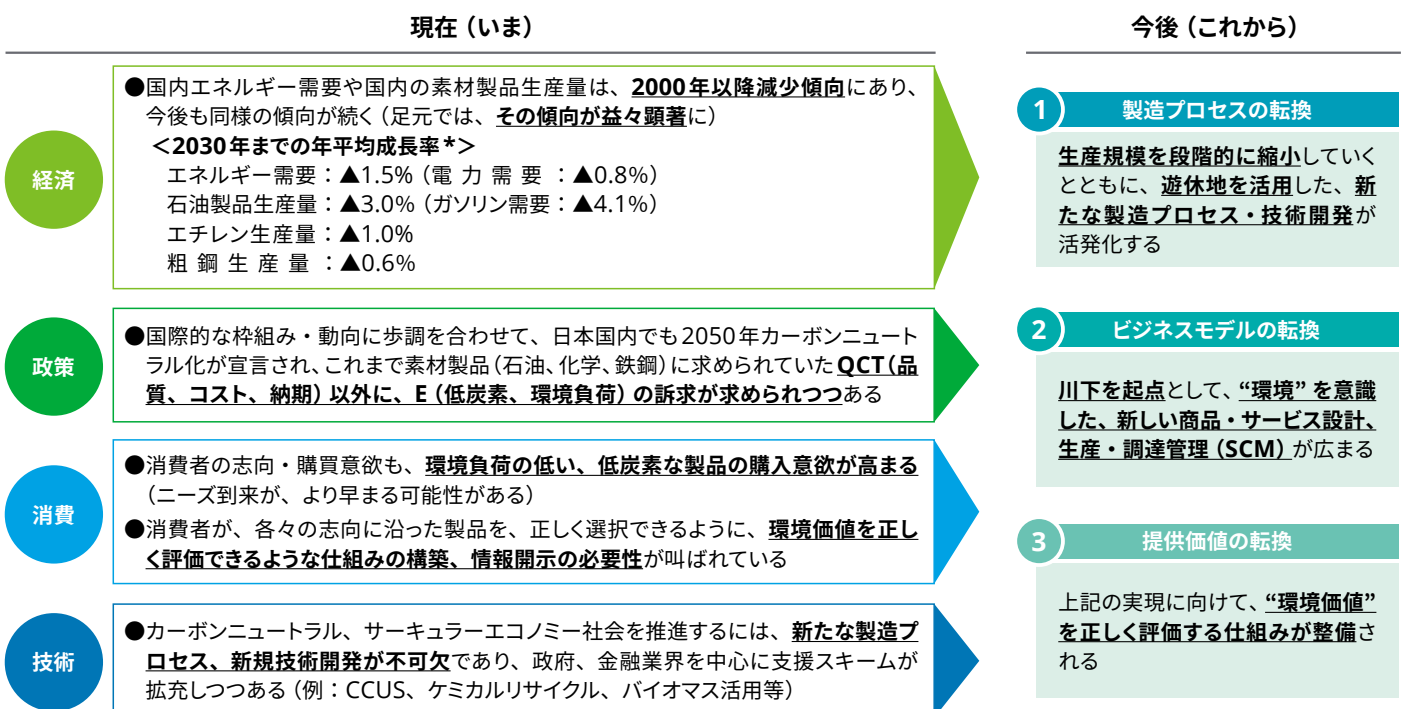 現在（いま）
経済
●国内エネルギー需要や国内の素材製品生産量は、2000年以降減少傾向にあり、
今後も同様の傾向が続く（足元では、その傾向が益々顕著に）
＜2030年までの年平均成長率*＞
エネルギー需要：▲1.5%（電力需要：▲0.8%）
石油製品生産量：▲3.0%（ガソリン需要：▲4.1%）
エチレン生産量：▲1.0%
粗鋼生産量：▲0.6%
政策
●国際的な枠組み・動向に歩調を合わせて、日本国内でも2050年カーボンニュート
ラル化が宣言され、これまで素材製品（石油、化学、鉄鋼）に求められていたQCT（品
質、コスト、納期）以外に、E（低炭素、環境負荷）の訴求が求められつつある
消費
●消費者の志向・購買意欲も、環境負荷の低い、低炭素な製品の購入意欲が高まる
（ニーズ到来が、より早まる可能性がある）
●消費者が、各々の志向に沿った製品を、正しく選択できるように、環境価値を正し
く評価できるような仕組みの構築、情報開示の必要性が叫ばれている
技術
●カーボンニュートラル、サーキュラーエコノミー社会を推進するには、新たな製造プ
ロセス、新規技術開発が不可欠であり、政府、金融業界を中心に支援スキームが
拡充しつつある（例：CCUS、ケミカルリサイクル、バイオマス活用等）
今後（これから）
1 製造プロセスの転換
生産規模を段階的に縮小していく
とともに、遊休地を活用した、新
たな製造プロセス・技術開発が
活発化する
2 ビジネスモデルの転換
川下を起点として、“環境”を意識
した、新しい商品・サービス設計、
生産・調達管理（SCM）が広まる
3 提供価値の転換
上記の実現に向けて、“環境価値”
を正しく評価する仕組みが整備さ
れる